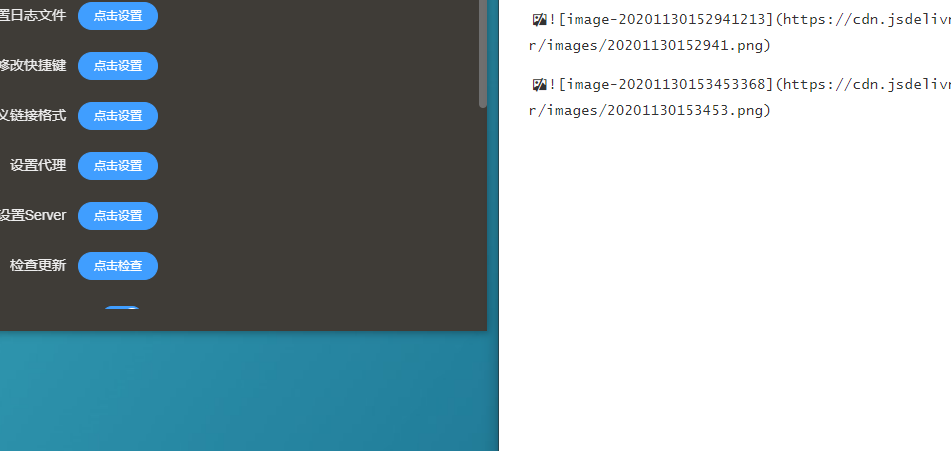 置日志文件 点击设置
修改快捷键 点击设置
义链接格式 点击设置
设置代理 点击设置
设置Server 点击设置
检查更新 点击检查
![image-20201130152941213](https://cdn.jsdelivr
r/images/20201130152941.png)
![image-20201130153453368](https://cdn.jsdelivr
r/images/20201130153453.png)